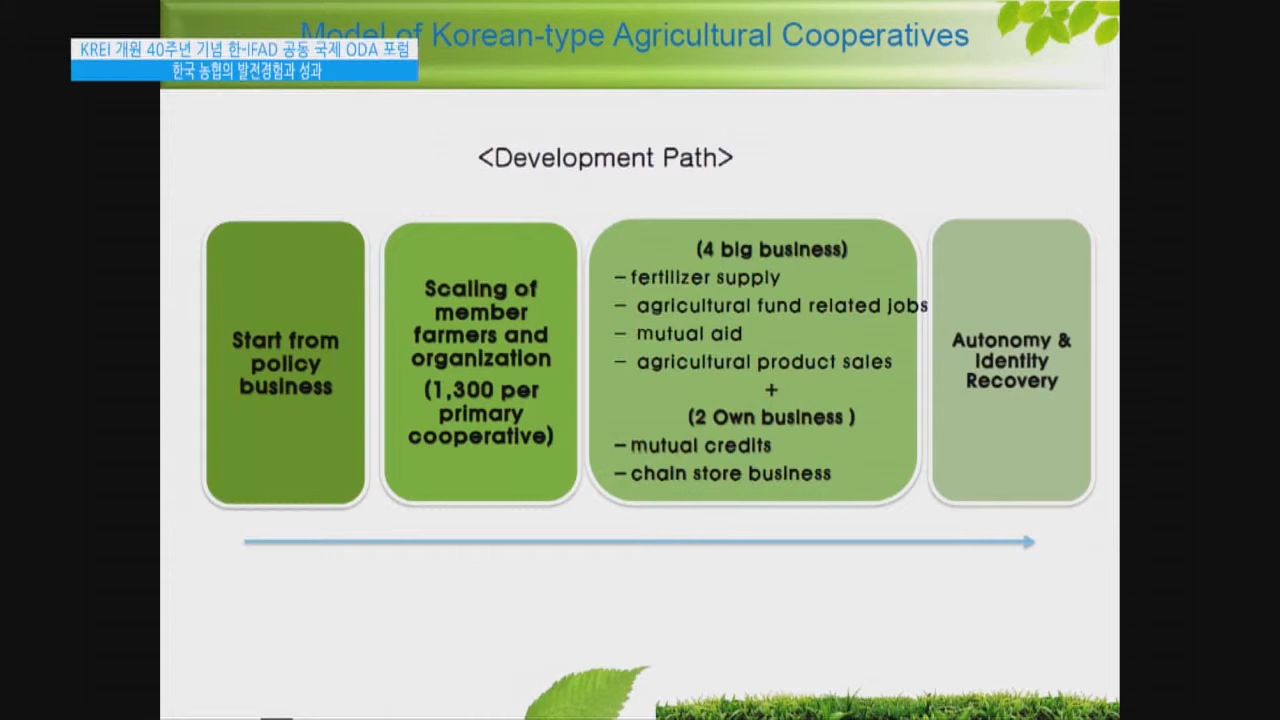 Model of Korean-type Agricultural Cooperatives
KREI 개원 40주년 기념 한-IFAD 공동 국제 ODA 포럼
한국 농협의 발전경험과 성과
<Development Path>
Start from
policy
business
Scaling of
member
farmers and
organization
(1,300 per
primary
cooperative)
(4 big business)
– fertilizer supply
– agricultural fund related jobs
– mutual aid
– agricultural product sales
+
(2 Own business )
– mutual credits
– chain store business
Autonomy &
Identity
Recovery